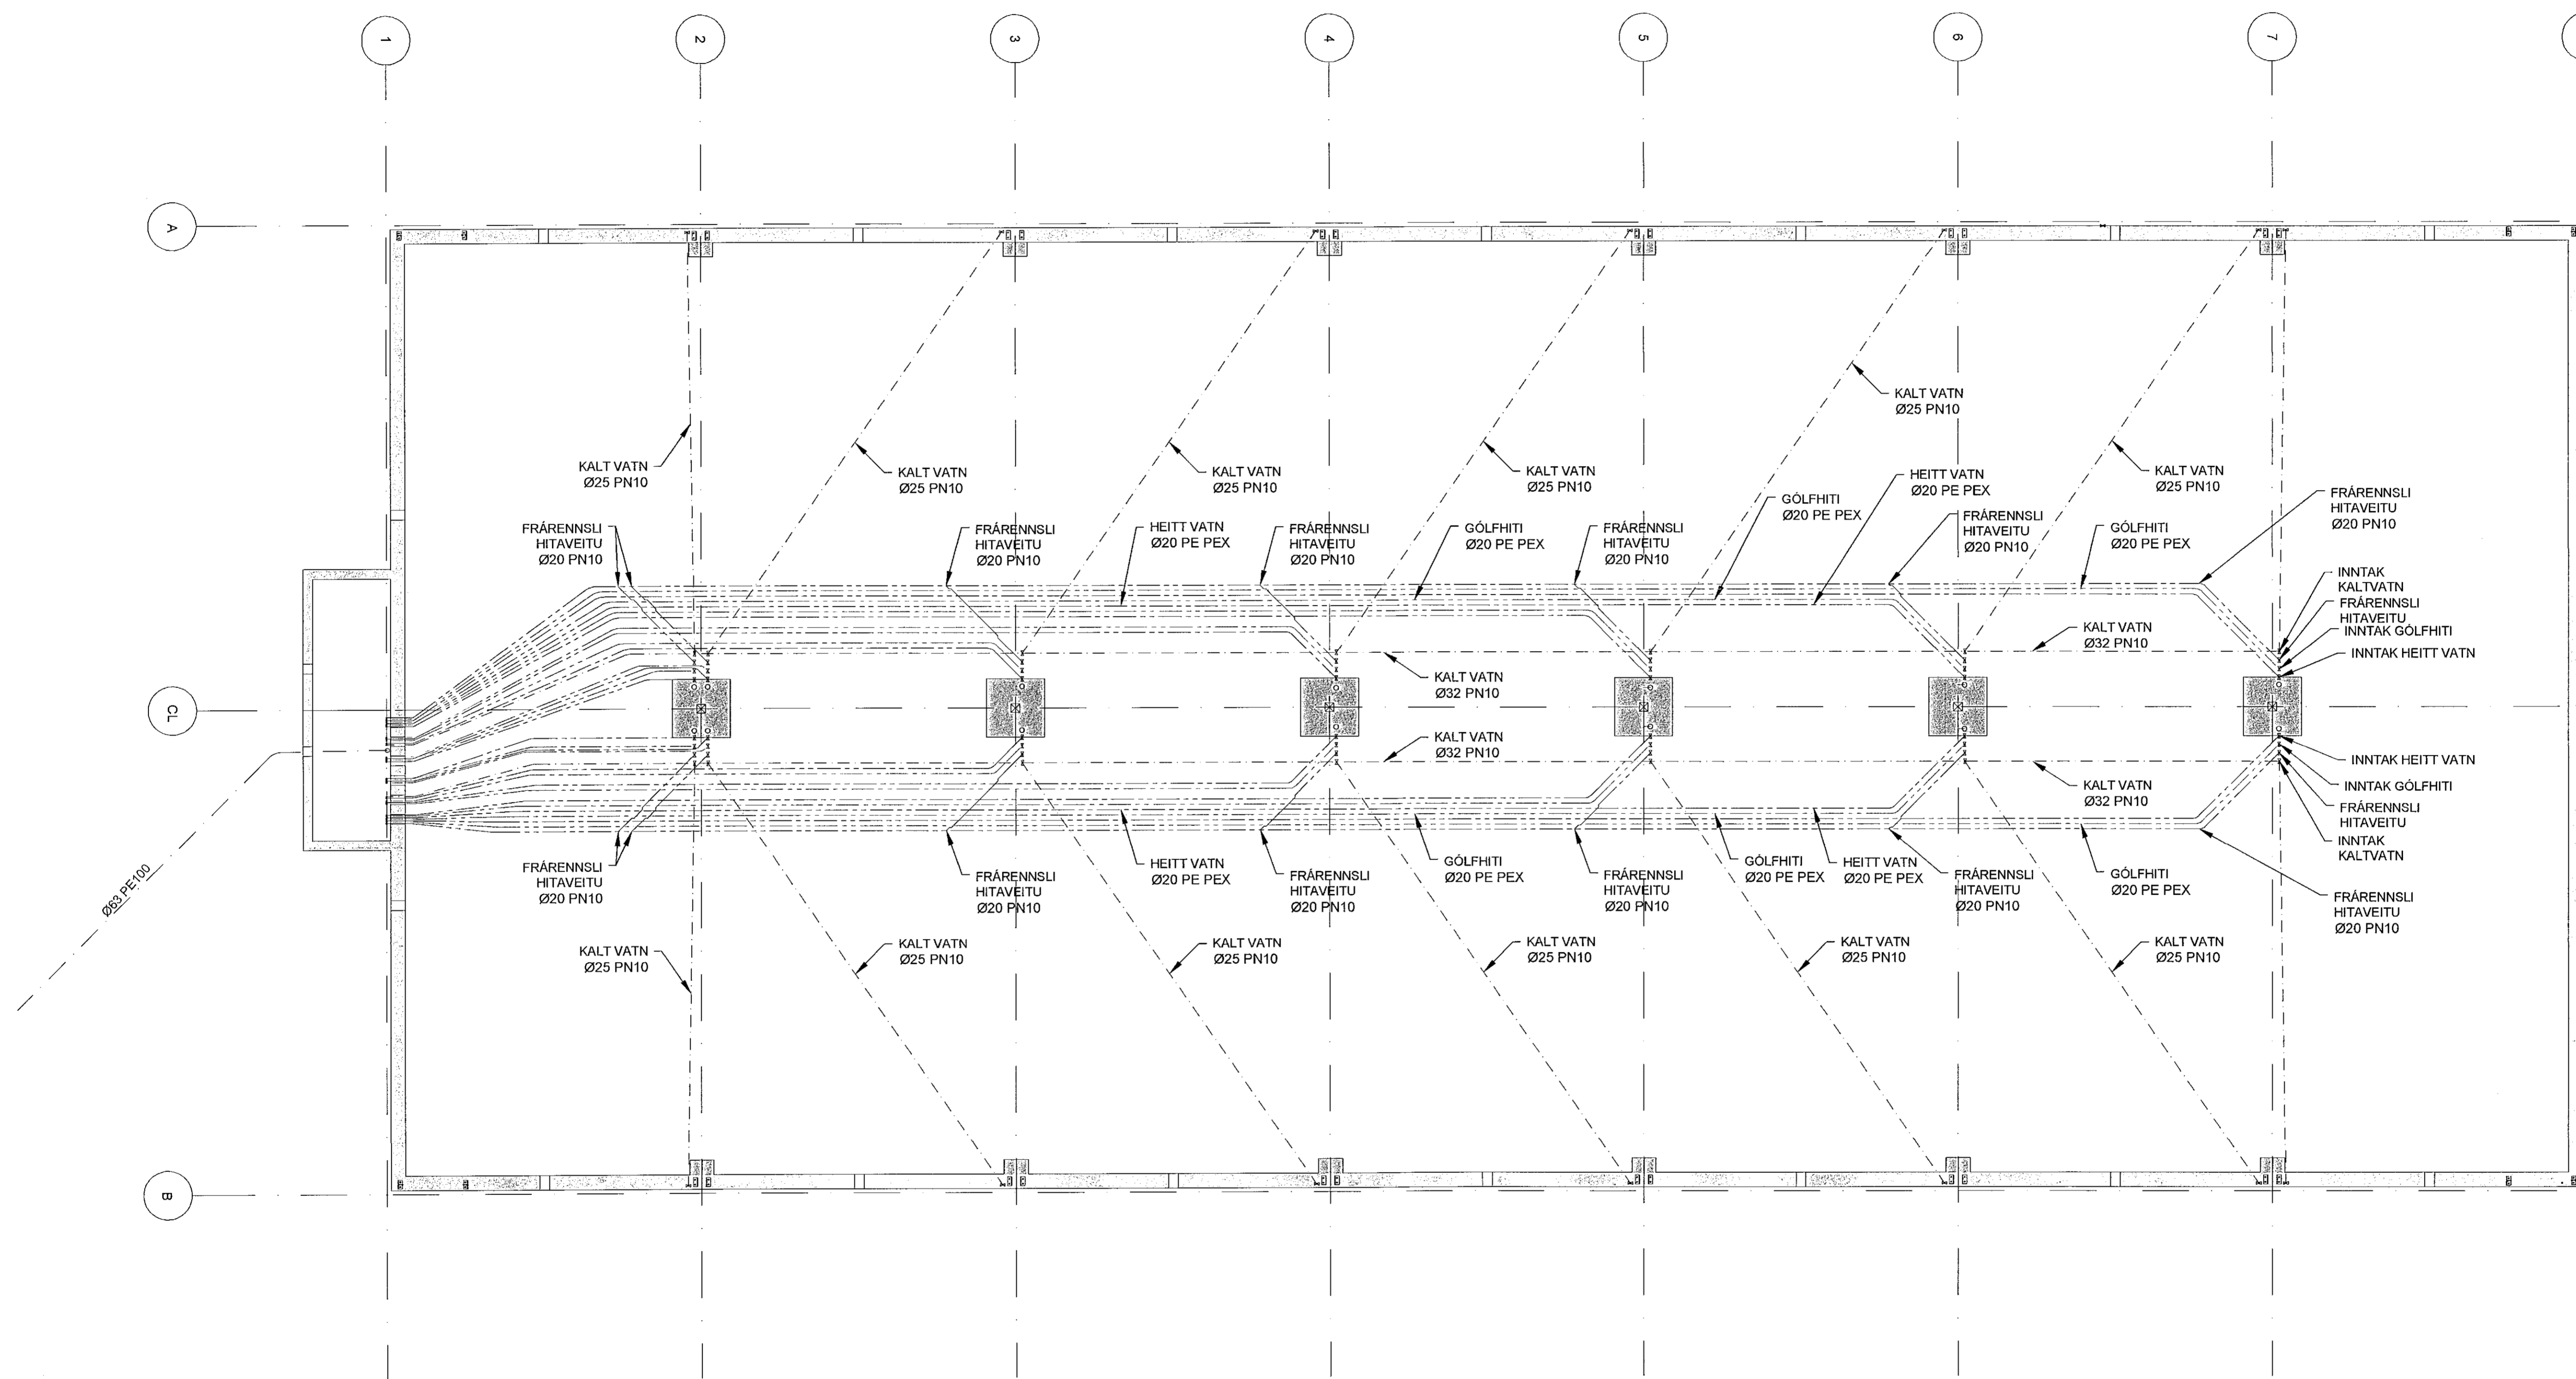 1
2
3
4
5
6
7
A
KALT VATN
Ø25 PN10
KALT VATN
Ø25 PN10
KALT VATN
Ø25 PN10
KALT VATN
Ø25 PN10
KALT VATN
Ø25 PN10
KALT VATN
Ø25 PN10
FRÁRENNSLI
HITAVEITU
Ø20 PN10
FRÁRENNSLI
HITAVEITU
Ø20 PN10
HEITT VATN
Ø20 PE PEX
FRÁRENNSLI
HITAVEITU
Ø20 PN10
GÓLFHITI
Ø20 PE PEX
FRÁRENNSLI
HITAVEITU
Ø20 PN10
GÓLFHITI
Ø20 PE PEX
HEITT VATN
Ø20 PE PEX
FRÁRENNSLI
HITAVEITU
Ø20 PN10
GÓLFHITI
Ø20 PE PEX
FRÁRENNSLI
HITAVEITU
Ø20 PN10
INNTAK
KALTVATN
FRÁRENNSLI
HITAVEITU
INNTAK GÓLFHITI
INNTAK HEITT VATN
KALT VATN
Ø32 PN10
KALT VATN
Ø32 PN10
CL
KALT VATN
Ø32 PN10
KALT VATN
Ø32 PN10
INNTAK HEITT VATN
INNTAK GÓLFHITI
FRÁRENNSLI
HITAVEITU
INNTAK
KALTVATN
Ø63 PE100
FRÁRENNSLI
HITAVEITU
Ø20 PN10
FRÁRENNSLI
HITAVEITU
Ø20 PN10
HEITT VATN
Ø20 PE PEX
FRÁRENNSLI
HITAVEITU
Ø20 PN10
GÓLFHITI
Ø20 PE PEX
FRÁRENNSLI
HITAVEITU
Ø20 PN10
GÓLFHITI
Ø20 PE PEX
HEITT VATN
Ø20 PE PEX
FRÁRENNSLI
HITAVEITU
Ø20 PN10
GÓLFHITI
Ø20 PE PEX
FRÁRENNSLI
HITAVEITU
Ø20 PN10
KALT VATN
Ø25 PN10
KALT VATN
Ø25 PN10
KALT VATN
Ø25 PN10
KALT VATN
Ø25 PN10
KALT VATN
Ø25 PN10
KALT VATN
Ø25 PN10
B